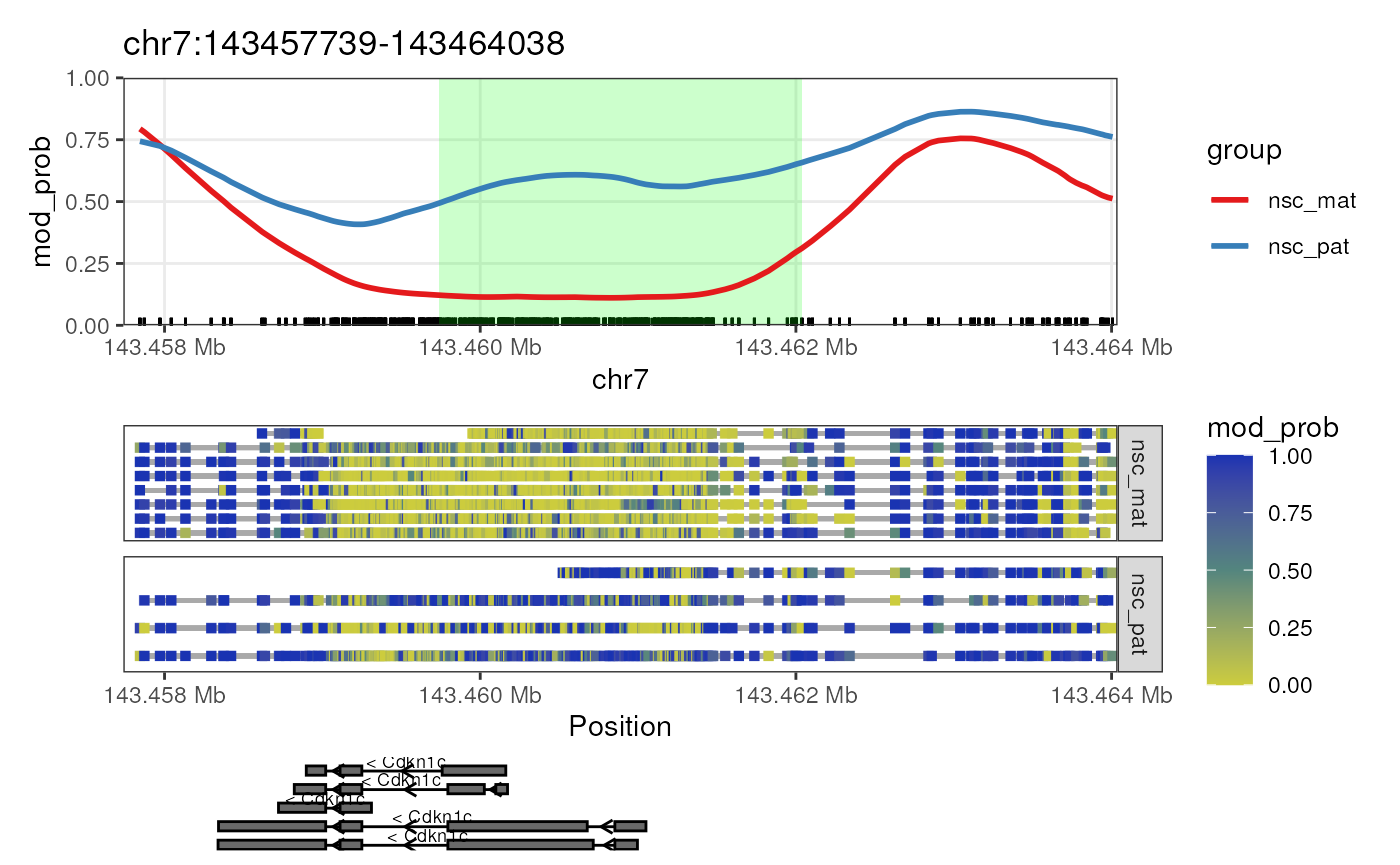 chr7:143457739-143464038
mod_prob
1.00
0.75
0.50
0.25
0.00
143.458 Mb 143.460 Mb 143.462 Mb 143.464 Mb
chr7
group
nsc_mat
nsc_pat
nsc_mat
nsc_pat
143.458 Mb 143.460 Mb 143.462 Mb 143.464 Mb
Position
mod_prob
1.00
0.75
0.50
0.25
0.00
< Cdkn1c
< Cdkn1c
< Cdkn1c
< Cdkn1c
< Cdkn1c